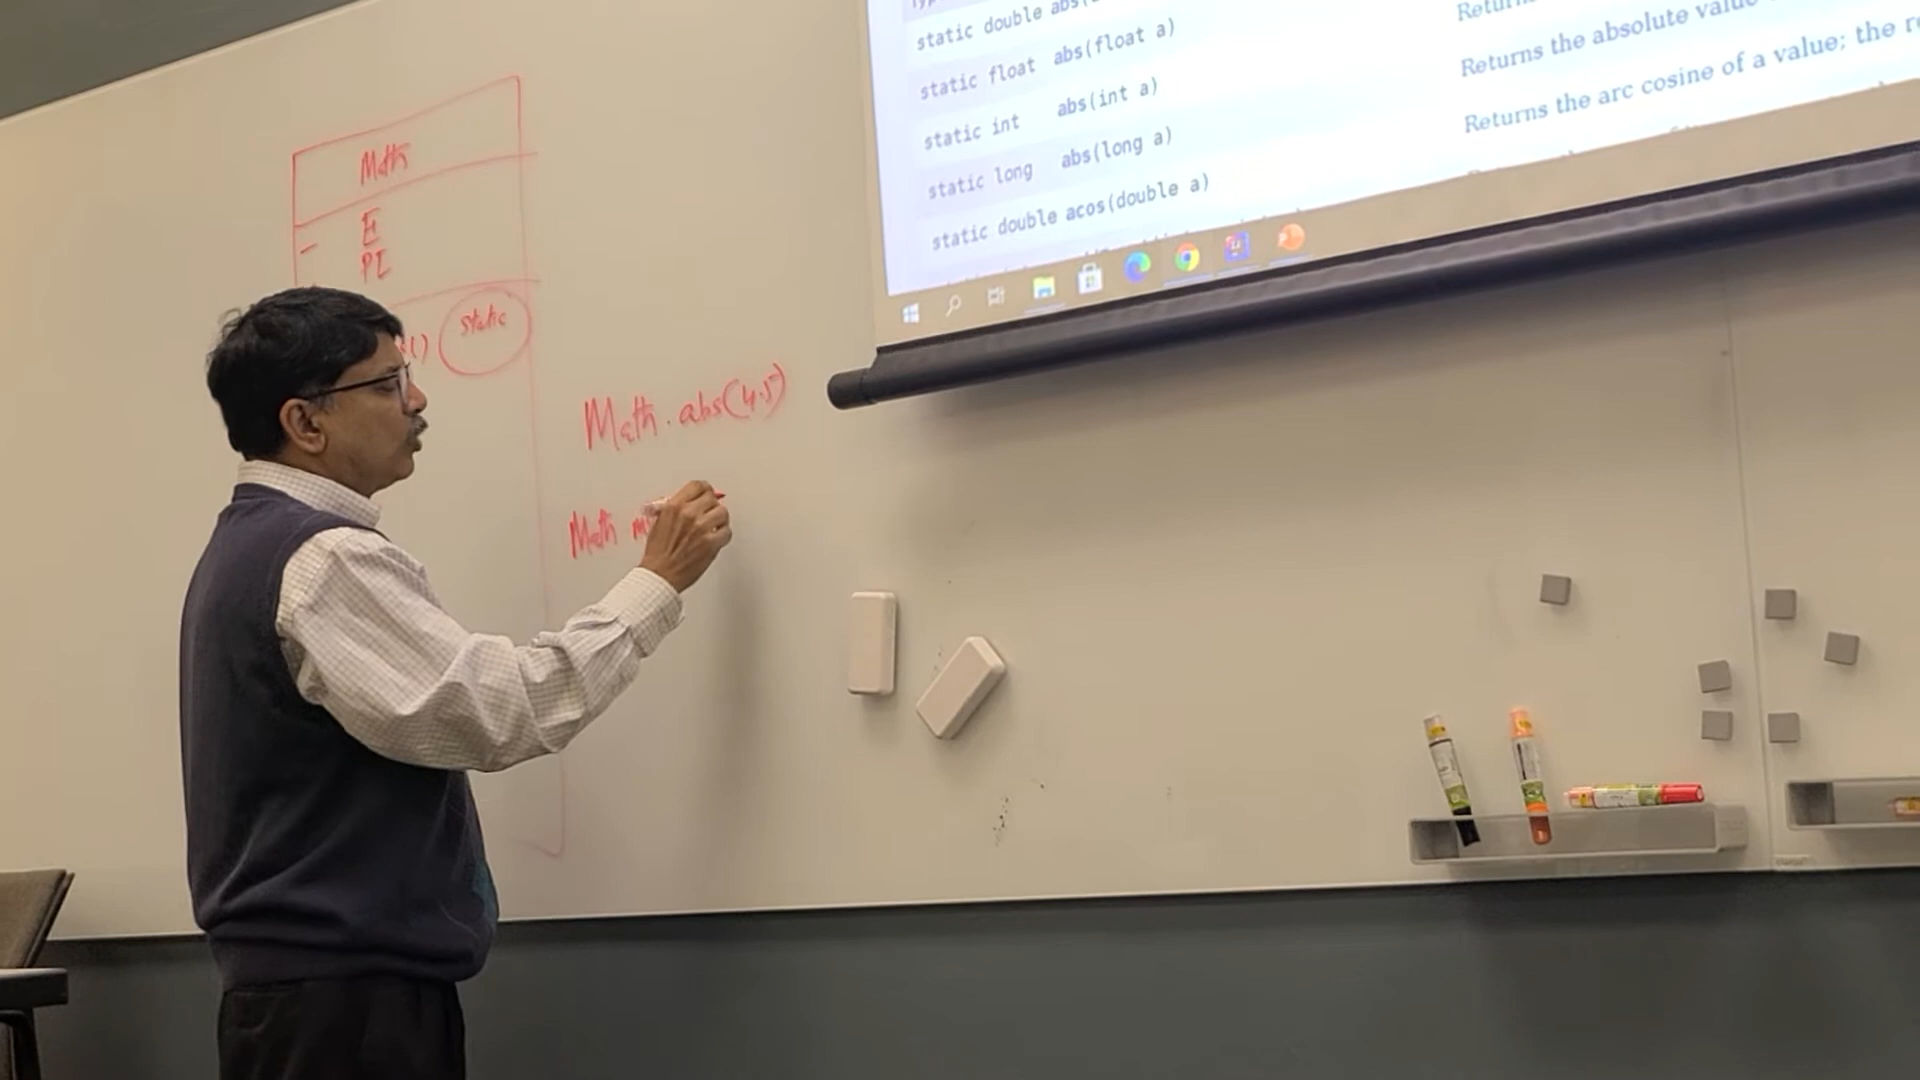 Math
E
PI
static
Math.abs(4.5)
Math
static double abs(
static float abs(float a)
static int abs(int a)
static long abs(long a)
static double acos(double a)
Returns the absolute value
Returns the arc cosine of a value; the